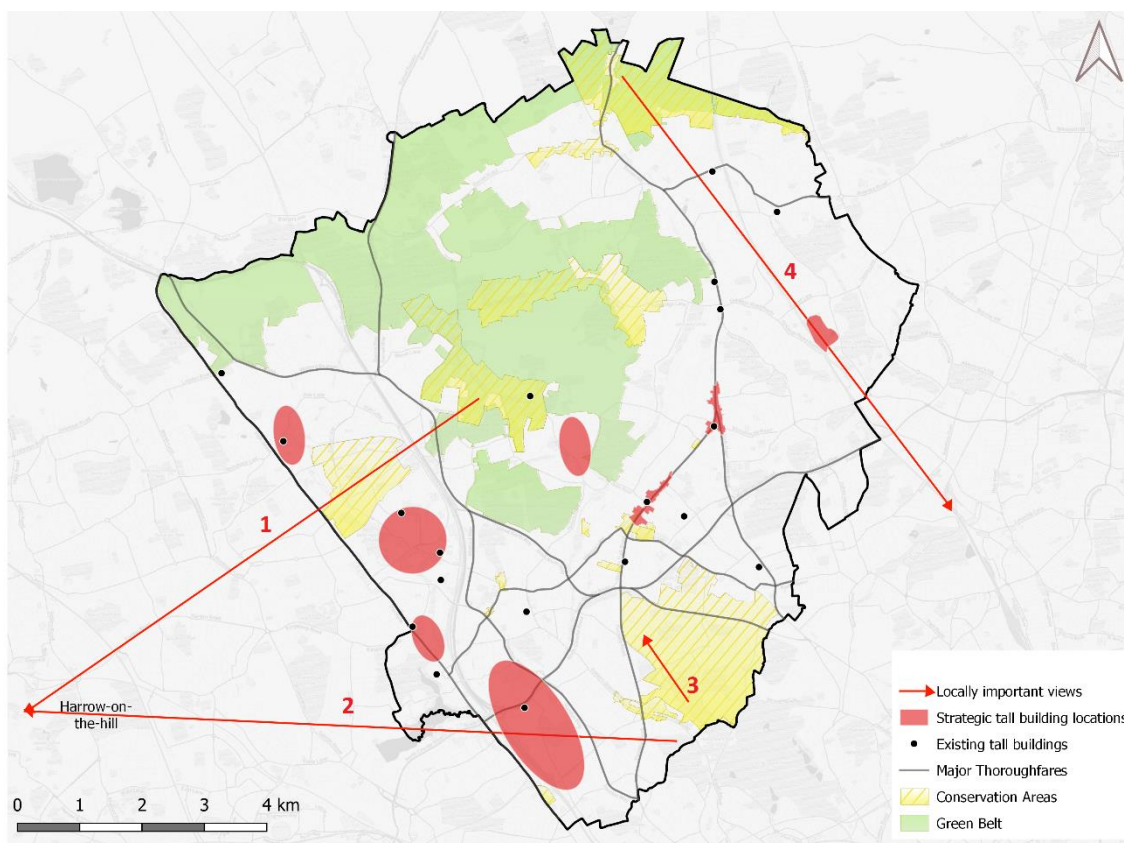 4
1
2
3
Harrow-on-
the-hill
0 1 2 3 4 km
Locally important views
Strategic tall building locations
Existing tall buildings
Major Thoroughfares
Conservation Areas
Green Belt